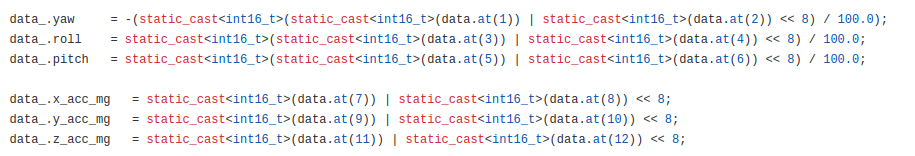 data_.yaw     = -(static_cast<int16_t>(static_cast<int16_t>(data.at(1)) | static_cast<int16_t>(data.at(2)) << 8) / 100.0);
data_.roll    = static_cast<int16_t>(static_cast<int16_t>(data.at(3)) | static_cast<int16_t>(data.at(4)) << 8) / 100.0;
data_.pitch   = static_cast<int16_t>(static_cast<int16_t>(data.at(5)) | static_cast<int16_t>(data.at(6)) << 8) / 100.0;
data_.x_acc_mg   = static_cast<int16_t>(data.at(7)) | static_cast<int16_t>(data.at(8)) << 8;
data_.y_acc_mg   = static_cast<int16_t>(data.at(9)) | static_cast<int16_t>(data.at(10)) << 8;
data_.z_acc_mg   = static_cast<int16_t>(data.at(11)) | static_cast<int16_t>(data.at(12)) << 8;